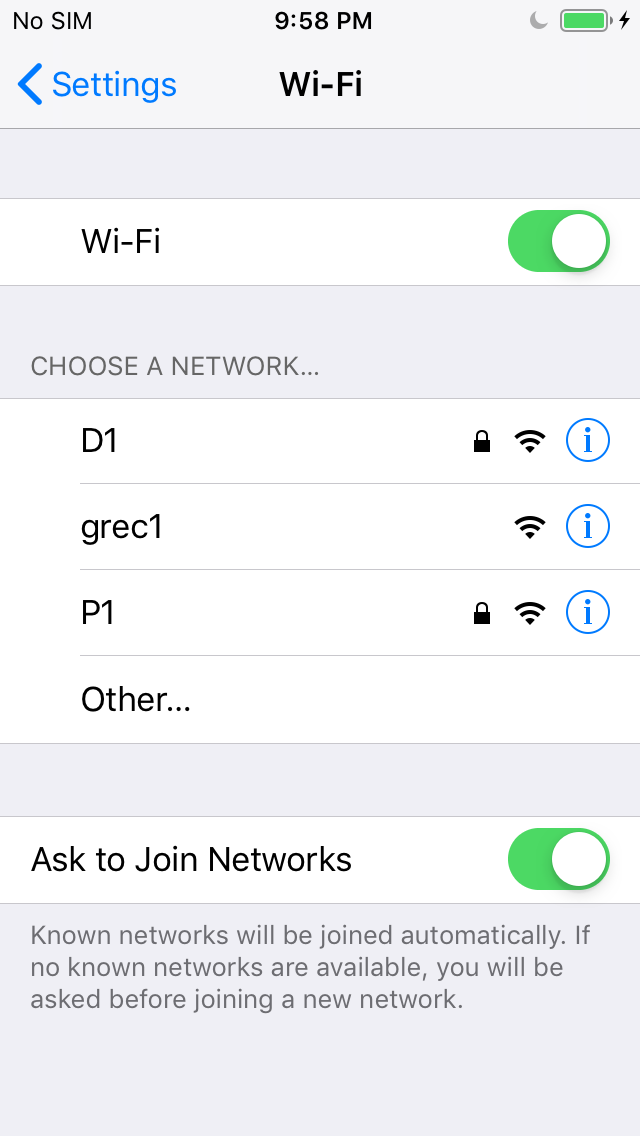 No SIM 9:58 PM
Settings Wi-Fi
Wi-Fi
CHOOSE A NETWORK...
D1
grec1
P1
Other...
Ask to Join Networks
Known networks will be joined automatically. If
no known networks are available, you will be
asked before joining a new network.